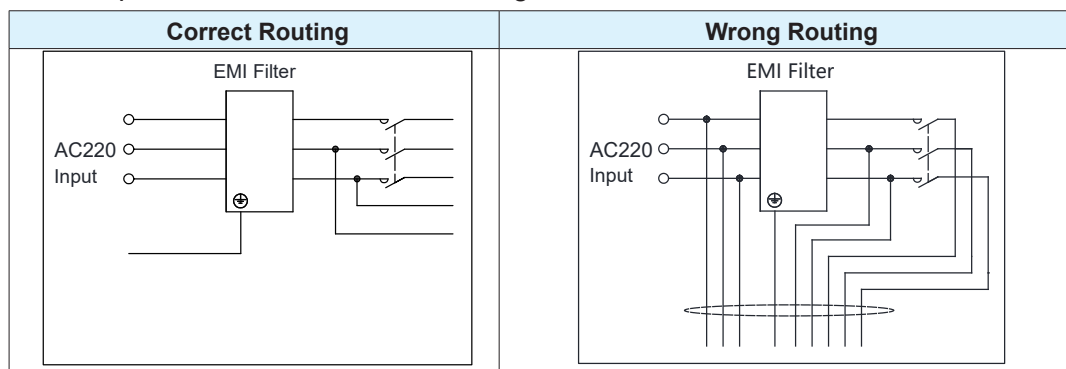 Correct Routing
Wrong Routing
EMI Filter
AC220
Input
EMI Filter
AC220
Input